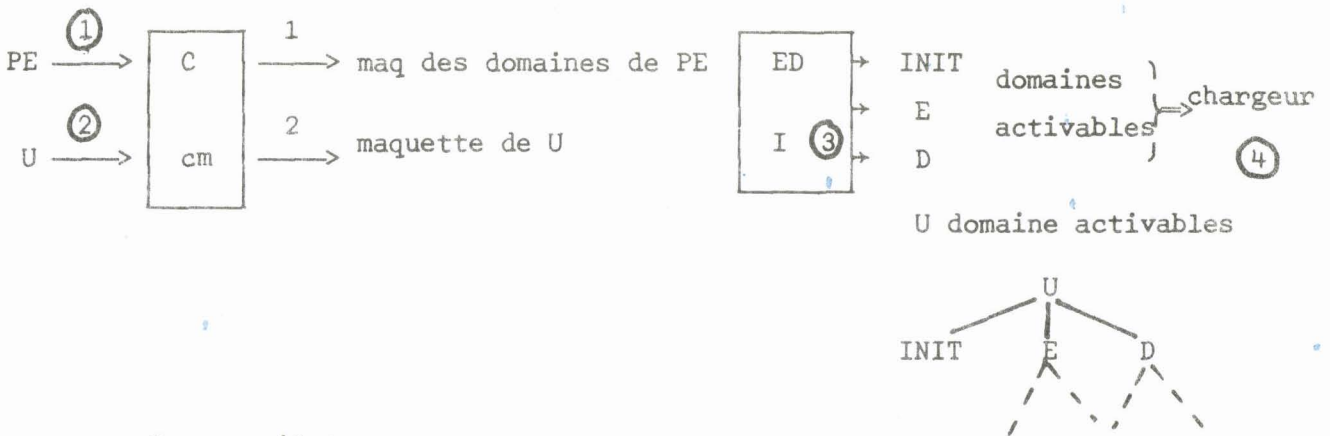 ① 1
PE C maq des domaines de PE ED INIT domaines chargeur
② 2 E activables
U cm maquette de U I ③ D ④
U domaine activables
U
INIT E D